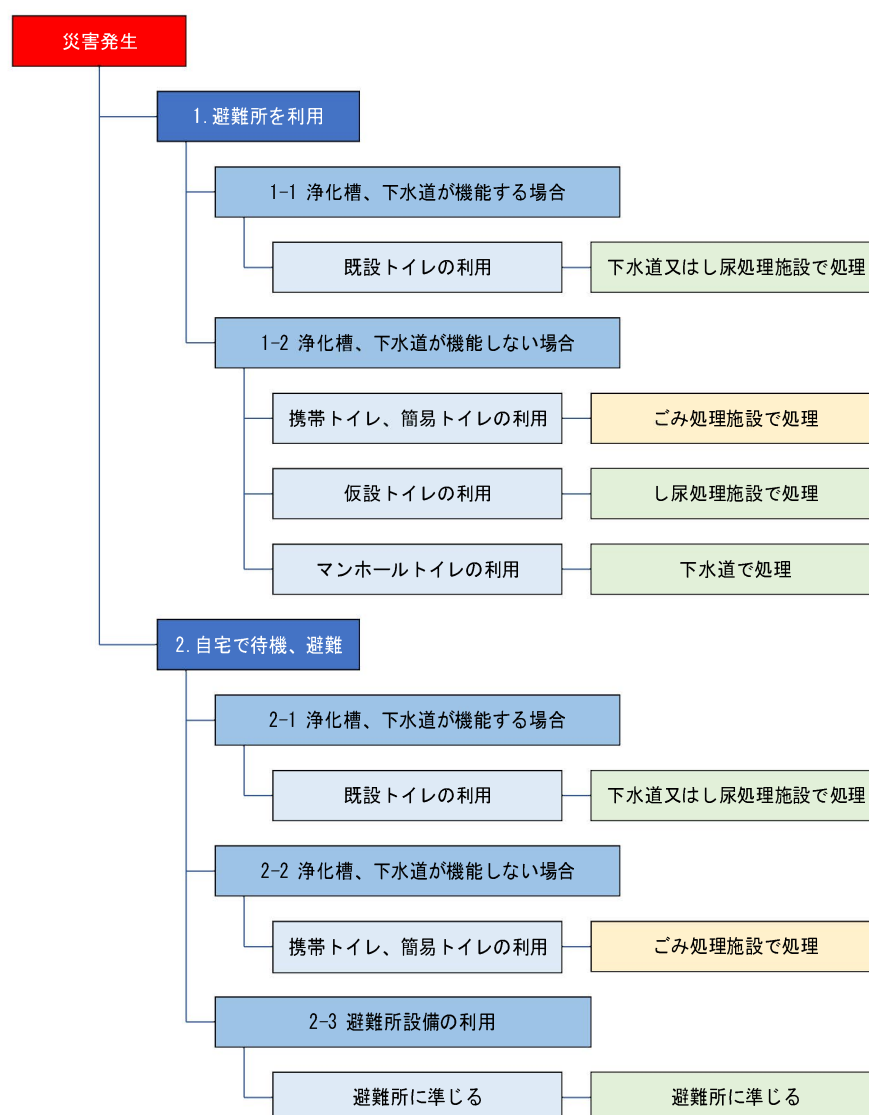 災害発生
1.避難所を利用
1-1 浄化槽、下水道が機能する場合
既設トイレの利用
下水道又はし尿処理施設で処理
1-2 浄化槽、下水道が機能しない場合
携帯トイレ、簡易トイレの利用
ごみ処理施設で処理
仮設トイレの利用
し尿処理施設で処理
マンホールトイレの利用
下水道で処理
2.自宅で待機、避難
2-1 浄化槽、下水道が機能する場合
既設トイレの利用
下水道又はし尿処理施設で処理
2-2 浄化槽、下水道が機能しない場合
携帯トイレ、簡易トイレの利用
ごみ処理施設で処理
2-3 避難所設備の利用
避難所に準じる
避難所に準じる